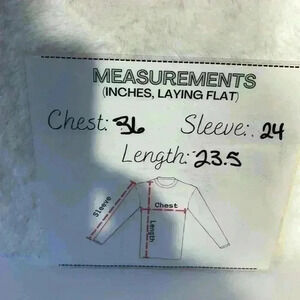 MEASUREMENTS
(INCHES, LAYING FLAT)
Chest: 36 Sleeve: 24
Length: 23.5
Sleeve
Chest
Length